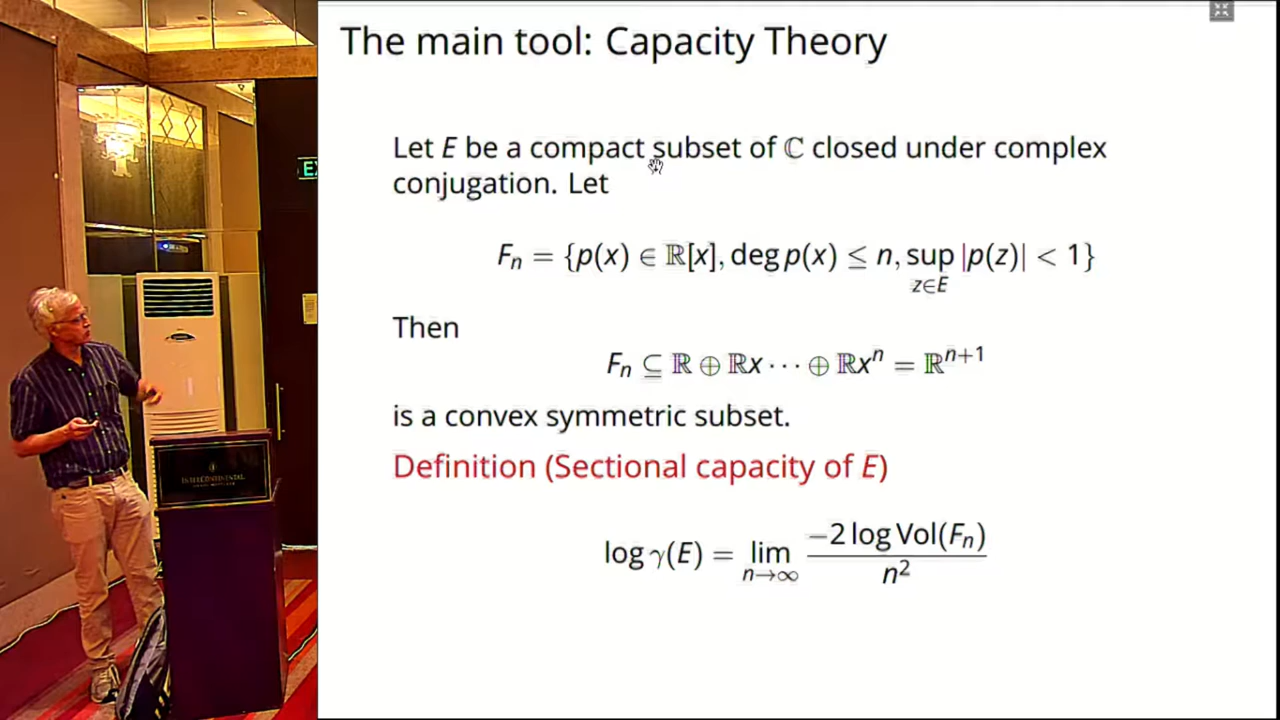 The main tool: Capacity Theory
Let E be a compact subset of ℂ closed under complex
conjugation. Let
Fₙ = {p(x) ∈ ℝ[x], deg p(x) ≤ n, sup_{z∈E} |p(z)| < 1}
Then
Fₙ ⊆ ℝ ⊕ ℝx ⋯ ⊕ ℝxⁿ = ℝⁿ⁺¹
is a convex symmetric subset.
Definition (Sectional capacity of E)
log γ(E) = lim_{n→∞} −2 log Vol(Fₙ) / n²
EX
INTERCONTINENTAL